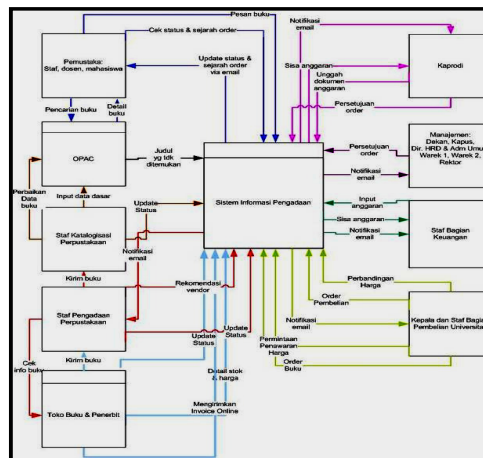 Pesan buku
Cek status & sejarah order
Pemustaka:
Staf, dosen, mahasiswa
Update status &
sejarah order
via email
Pencarian buku
Detail
buku
OPAC
Judul
yg tdk
ditemukan
Perbaikan
Data
buku
Input data dasar
Update
Status
Staf Katalogisasi
Perpustakaan
Notifikasi
email
Kirim buku
Rekomendasi
vendor
Staf Pengadaan
Perpustakaan
Update
Status
Update
Status
Cek
info buku
Kirim buku
Detail stok
& harga
Toko Buku & Penerbit
Mengirimkan
Invoice Online
Sistem Informasi Pengadaan
Notifikasi
email
Sisa anggaran
Unggah
dokumen
anggaran
Kaprodi
Persetujuan
order
Persetujuan
order
Manajemen:
Dekan, Kapus,
Dir. HRD & Adm Umum
Warek 1, Warek 2,
Rektor
Notifikasi
email
Input
anggaran
Sisa anggaran
Notifikasi
email
Staf Bagian
Keuangan
Perbandingan
Harga
Order
Pembelian
Notifikasi
email
Kepala dan Staf Bagian
Pembelian Universitas
Permintaan
Penawaran
Harga
Order
Buku